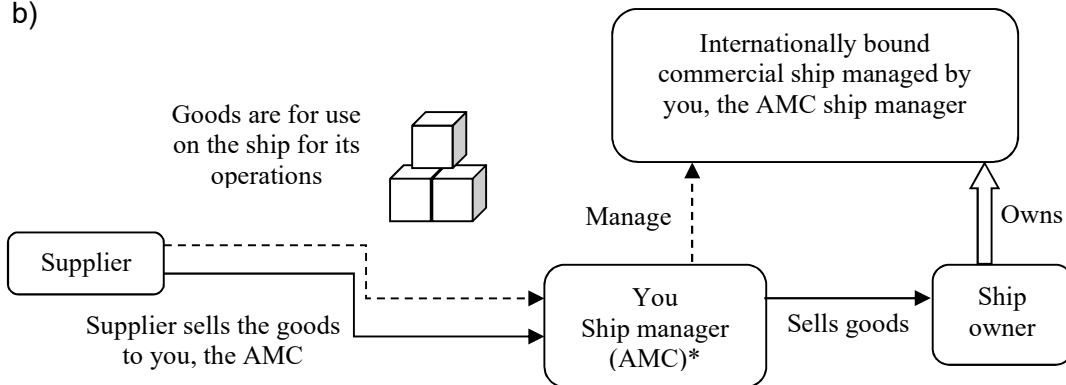 b)
Internationally bound
commercial ship managed by
you, the AMC ship manager
Goods are for use
on the ship for its
operations
Manage
Owns
Supplier
You
Ship manager
(AMC)*
Sells goods
Ship
owner
Supplier sells the goods
to you, the AMC